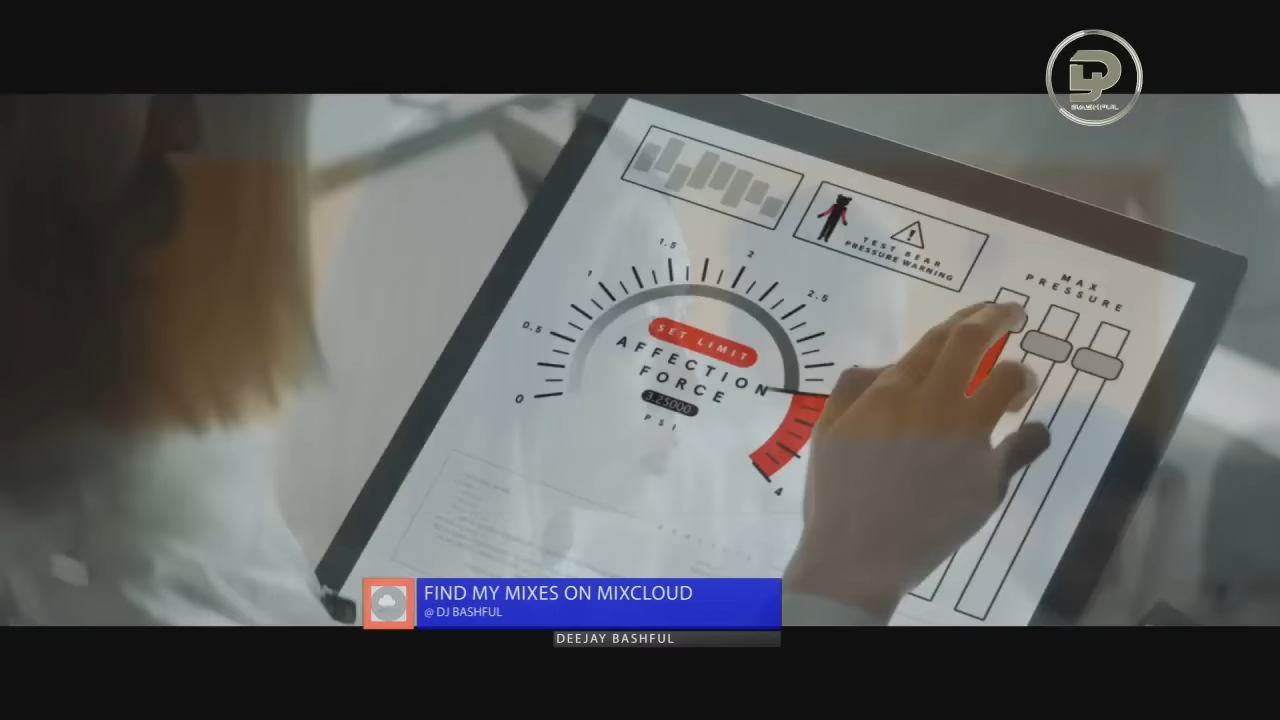 BASHFUL
TEST BEAR
PRESSURE WARNING
MAX
PRESSURE
0
0.5
1
1.5
2
2.5
4
SET LIMIT
AFFECTION
FORCE
3.25000
PSI
FIND MY MIXES ON MIXCLOUD
@ DJ BASHFUL
DEEJAY BASHFUL